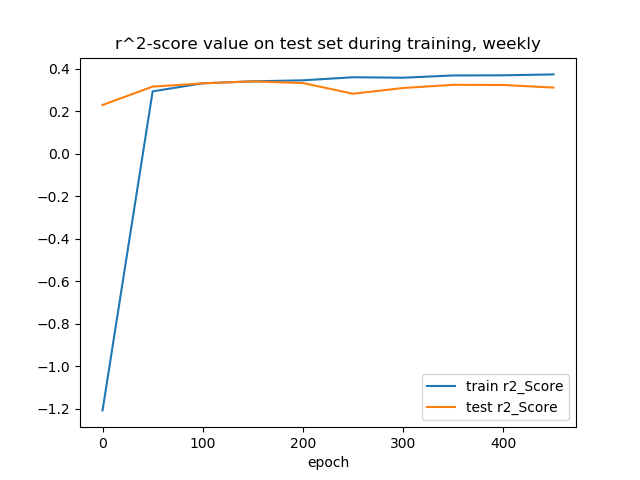 r^2-score value on test set during training, weekly
0.4
0.2
0.0
−0.2
−0.4
−0.6
−0.8
−1.0
−1.2
0 100 200 300 400
epoch
train r2_Score
test r2_Score